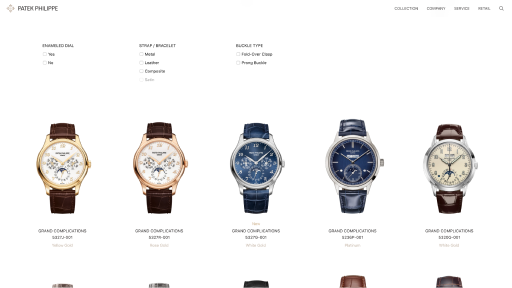 PATEK PHILIPPE
COLLECTION COMPANY SERVICE RETAIL
ENAMELED DIAL STRAP / BRACELET BUCKLE TYPE
Yes Metal Fold-Over Clasp
No Leather Prong Buckle
Composite
New
GRAND COMPLICATIONS GRAND COMPLICATIONS GRAND COMPLICATIONS GRAND COMPLICATIONS GRAND COMPLICATIONS
5327J-001 5327R-001 5327G-001 5236P-001 5320G-001
Yellow Gold Rose Gold White Gold Platinum White Gold